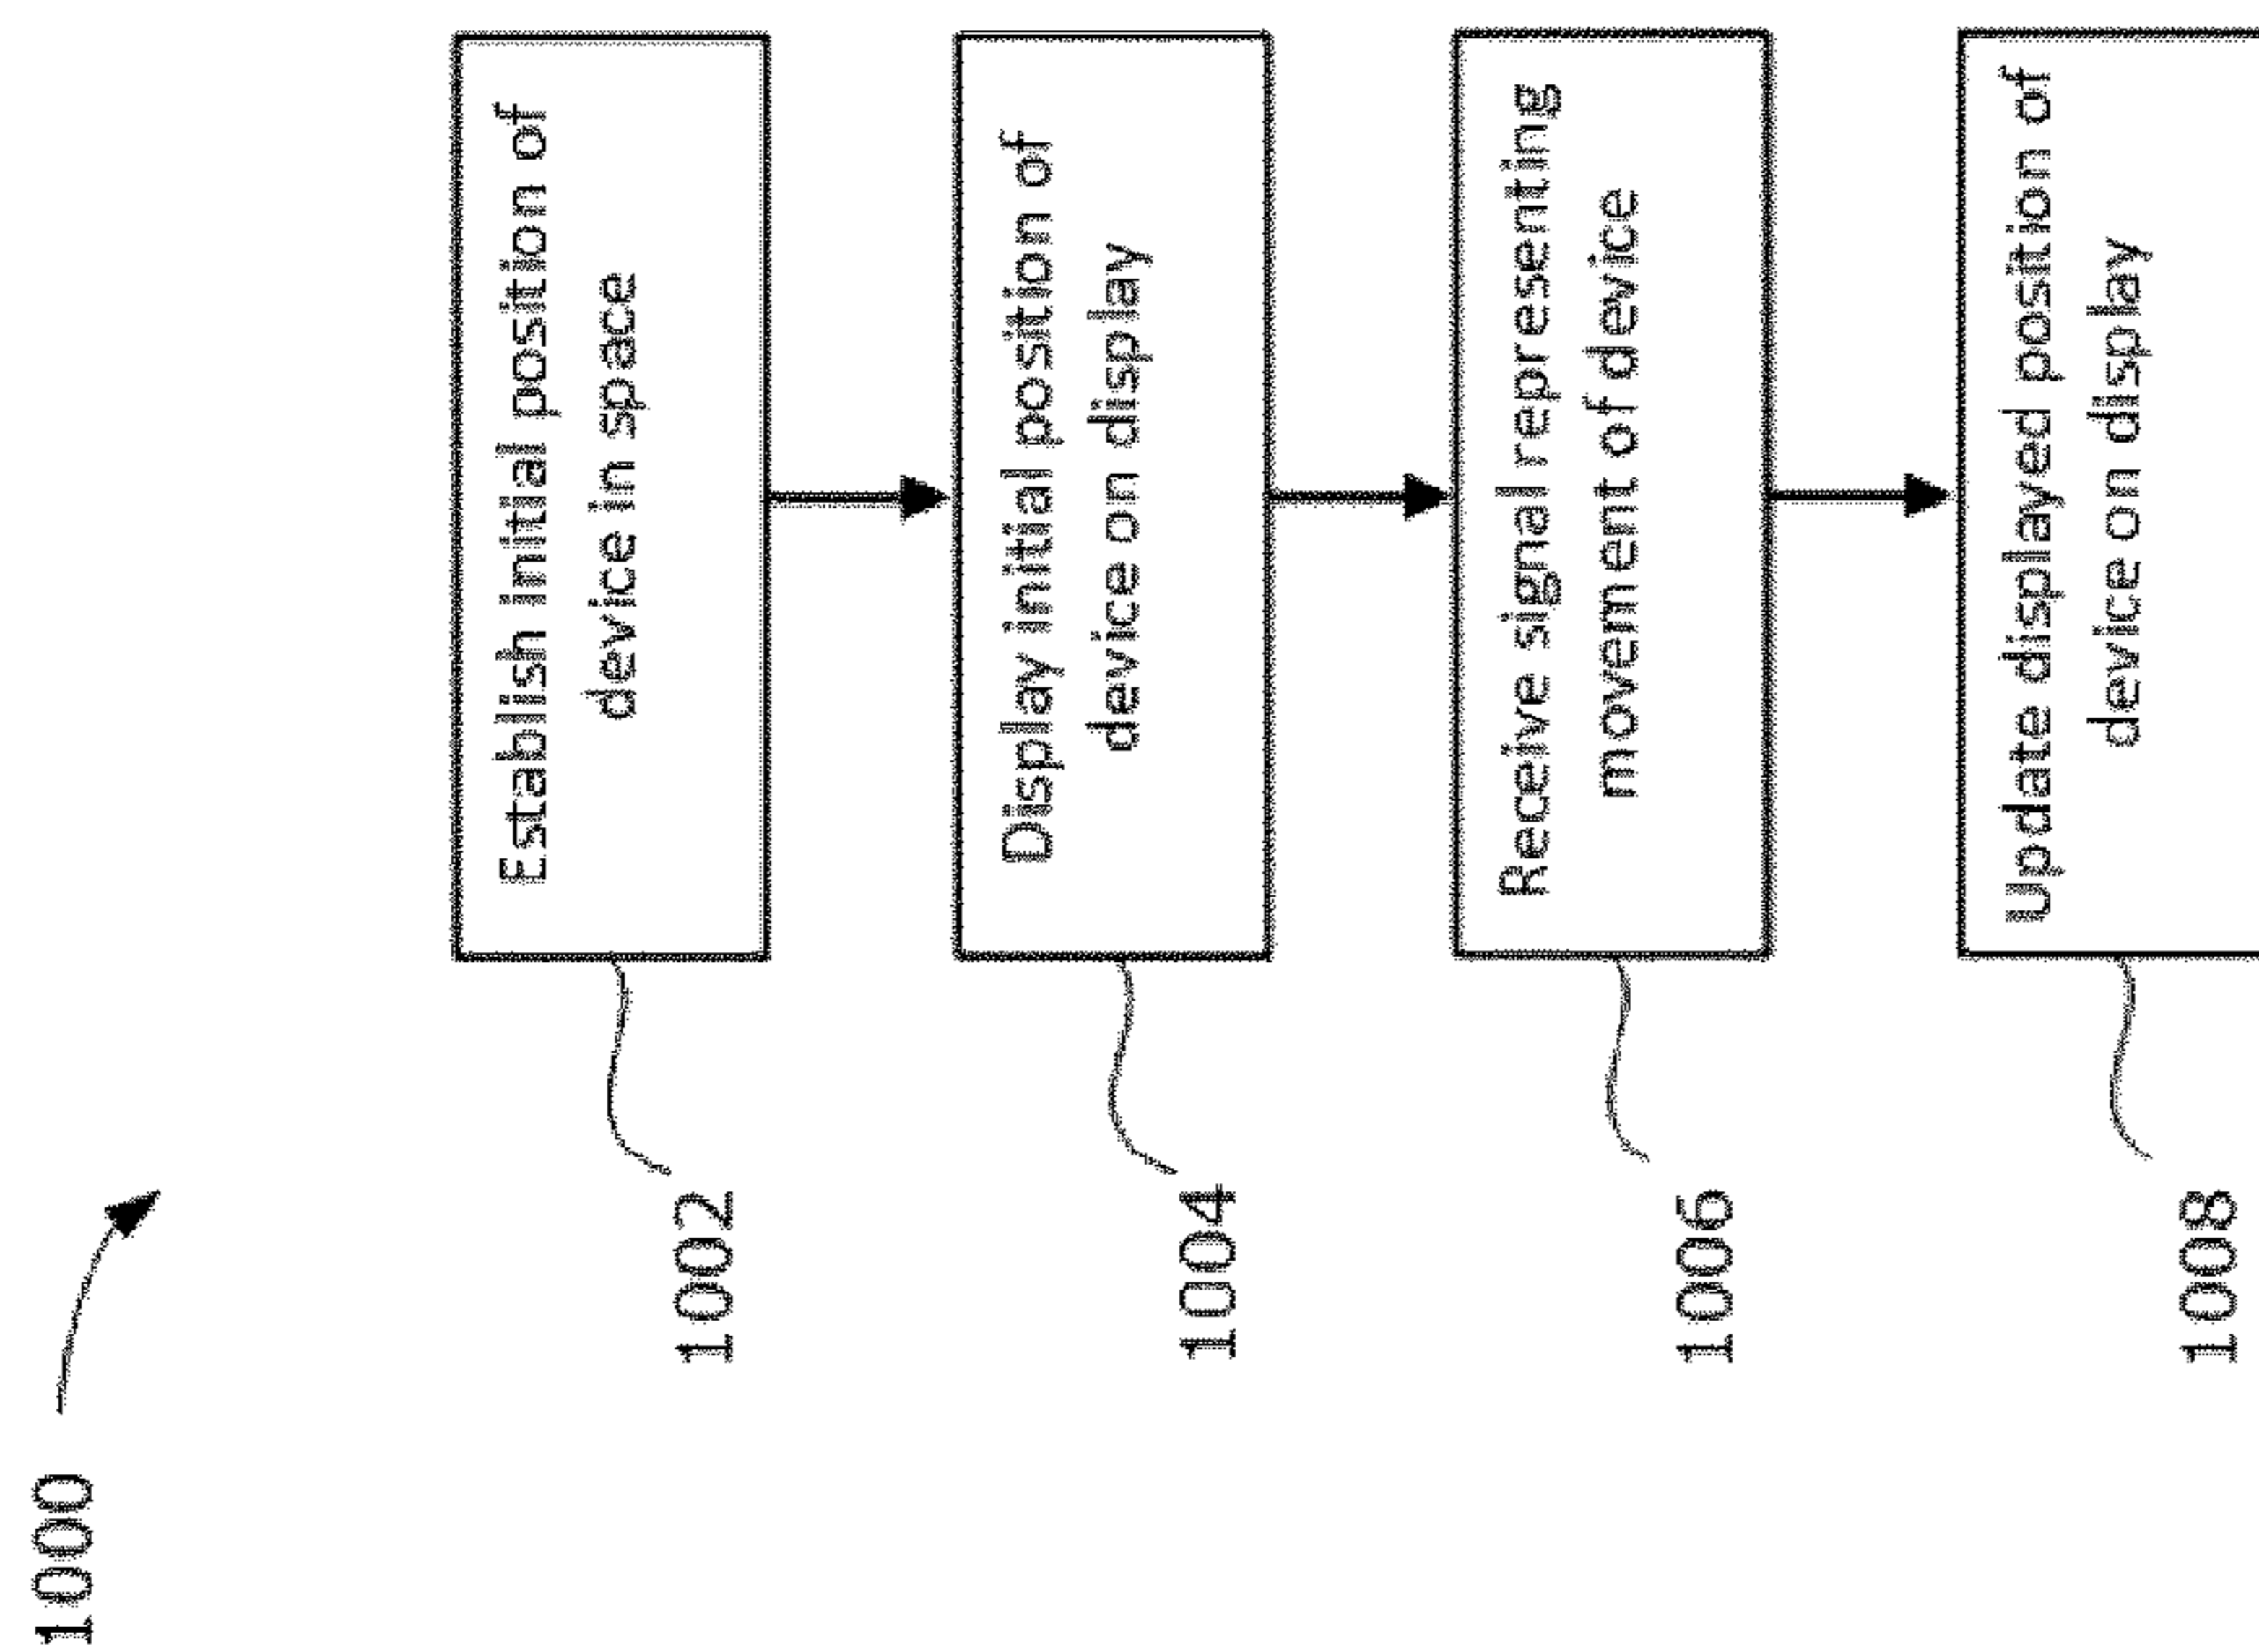 1000
1002
Establish initial position of
device in space
1004
Display initial position of
device on display
1006
Receive signal representing
movement of device
1008
Update displayed position of
device on display